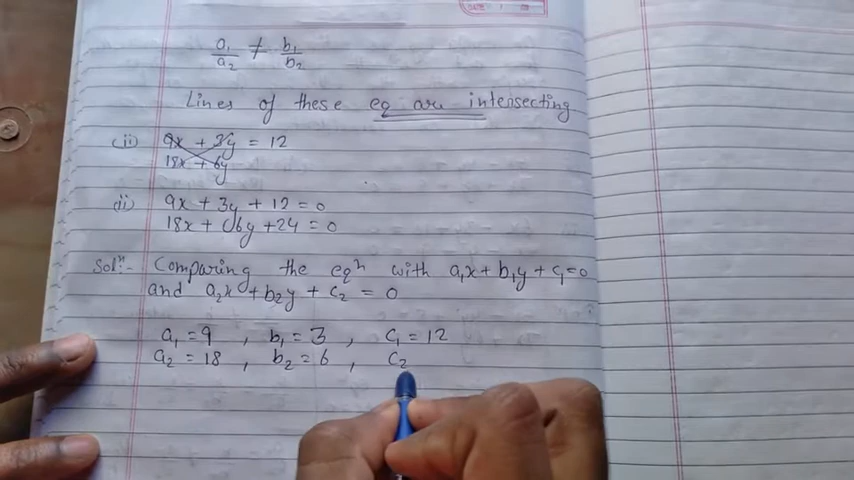 a₁/a₂ ≠ b₁/b₂
Lines of these eq are intensecting
(ii) 9x + 3y = 12
18x + 6y
(ii) 9x + 3y + 12 = 0
18x + 06y + 24 = 0
Solⁿ:- Comparing the eqⁿ with a₁x + b₁y + c₁ = 0
and a₂x + b₂y + c₂ = 0
a₁ = 9 , b₁ = 3 , c₁ = 12
a₂ = 18 , b₂ = 6 , c₂